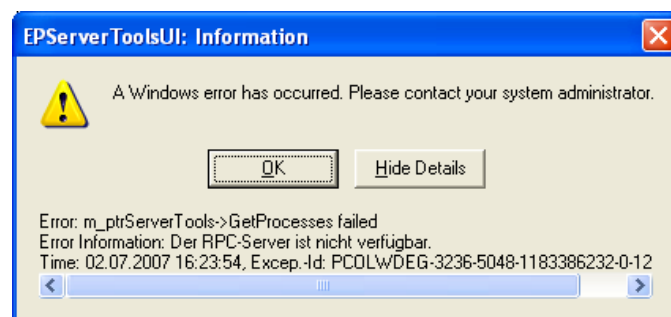 EPServerToolsUI: Information
A Windows error has occurred. Please contact your system administrator.
OK
Hide Details
Error: m_ptrServerTools->GetProcesses failed
Error Information: Der RPC-Server ist nicht verfügbar.
Time: 02.07.2007 16:23:54, Excep.-Id: PCOLWDEG-3236-5048-1183386232-0-12